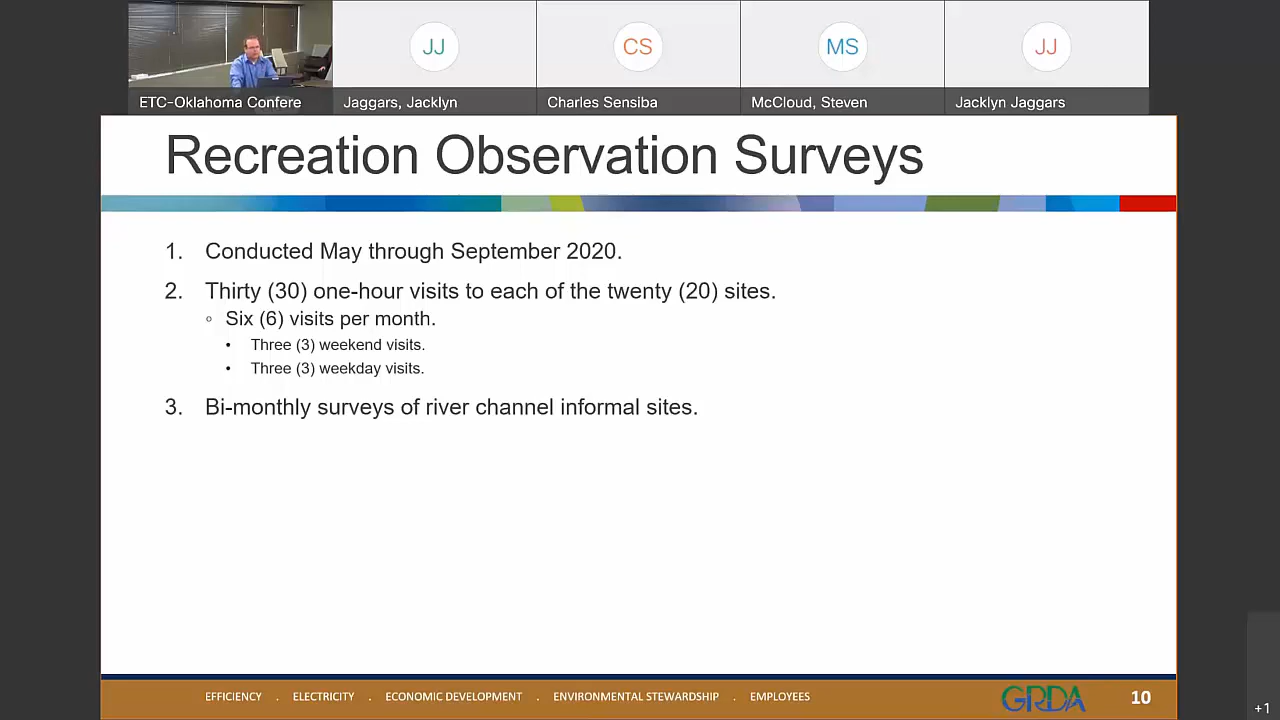 JJ
CS
MS
JJ
ETC-Oklahoma Confere
Jaggars, Jacklyn
Charles Sensiba
McCloud, Steven
Jacklyn Jaggars
Recreation Observation Surveys
1. Conducted May through September 2020.
2. Thirty (30) one-hour visits to each of the twenty (20) sites.
◦ Six (6) visits per month.
• Three (3) weekend visits.
• Three (3) weekday visits.
3. Bi-monthly surveys of river channel informal sites.
EFFICIENCY . ELECTRICITY . ECONOMIC DEVELOPMENT . ENVIRONMENTAL STEWARDSHIP . EMPLOYEES
GRDA
10
+1